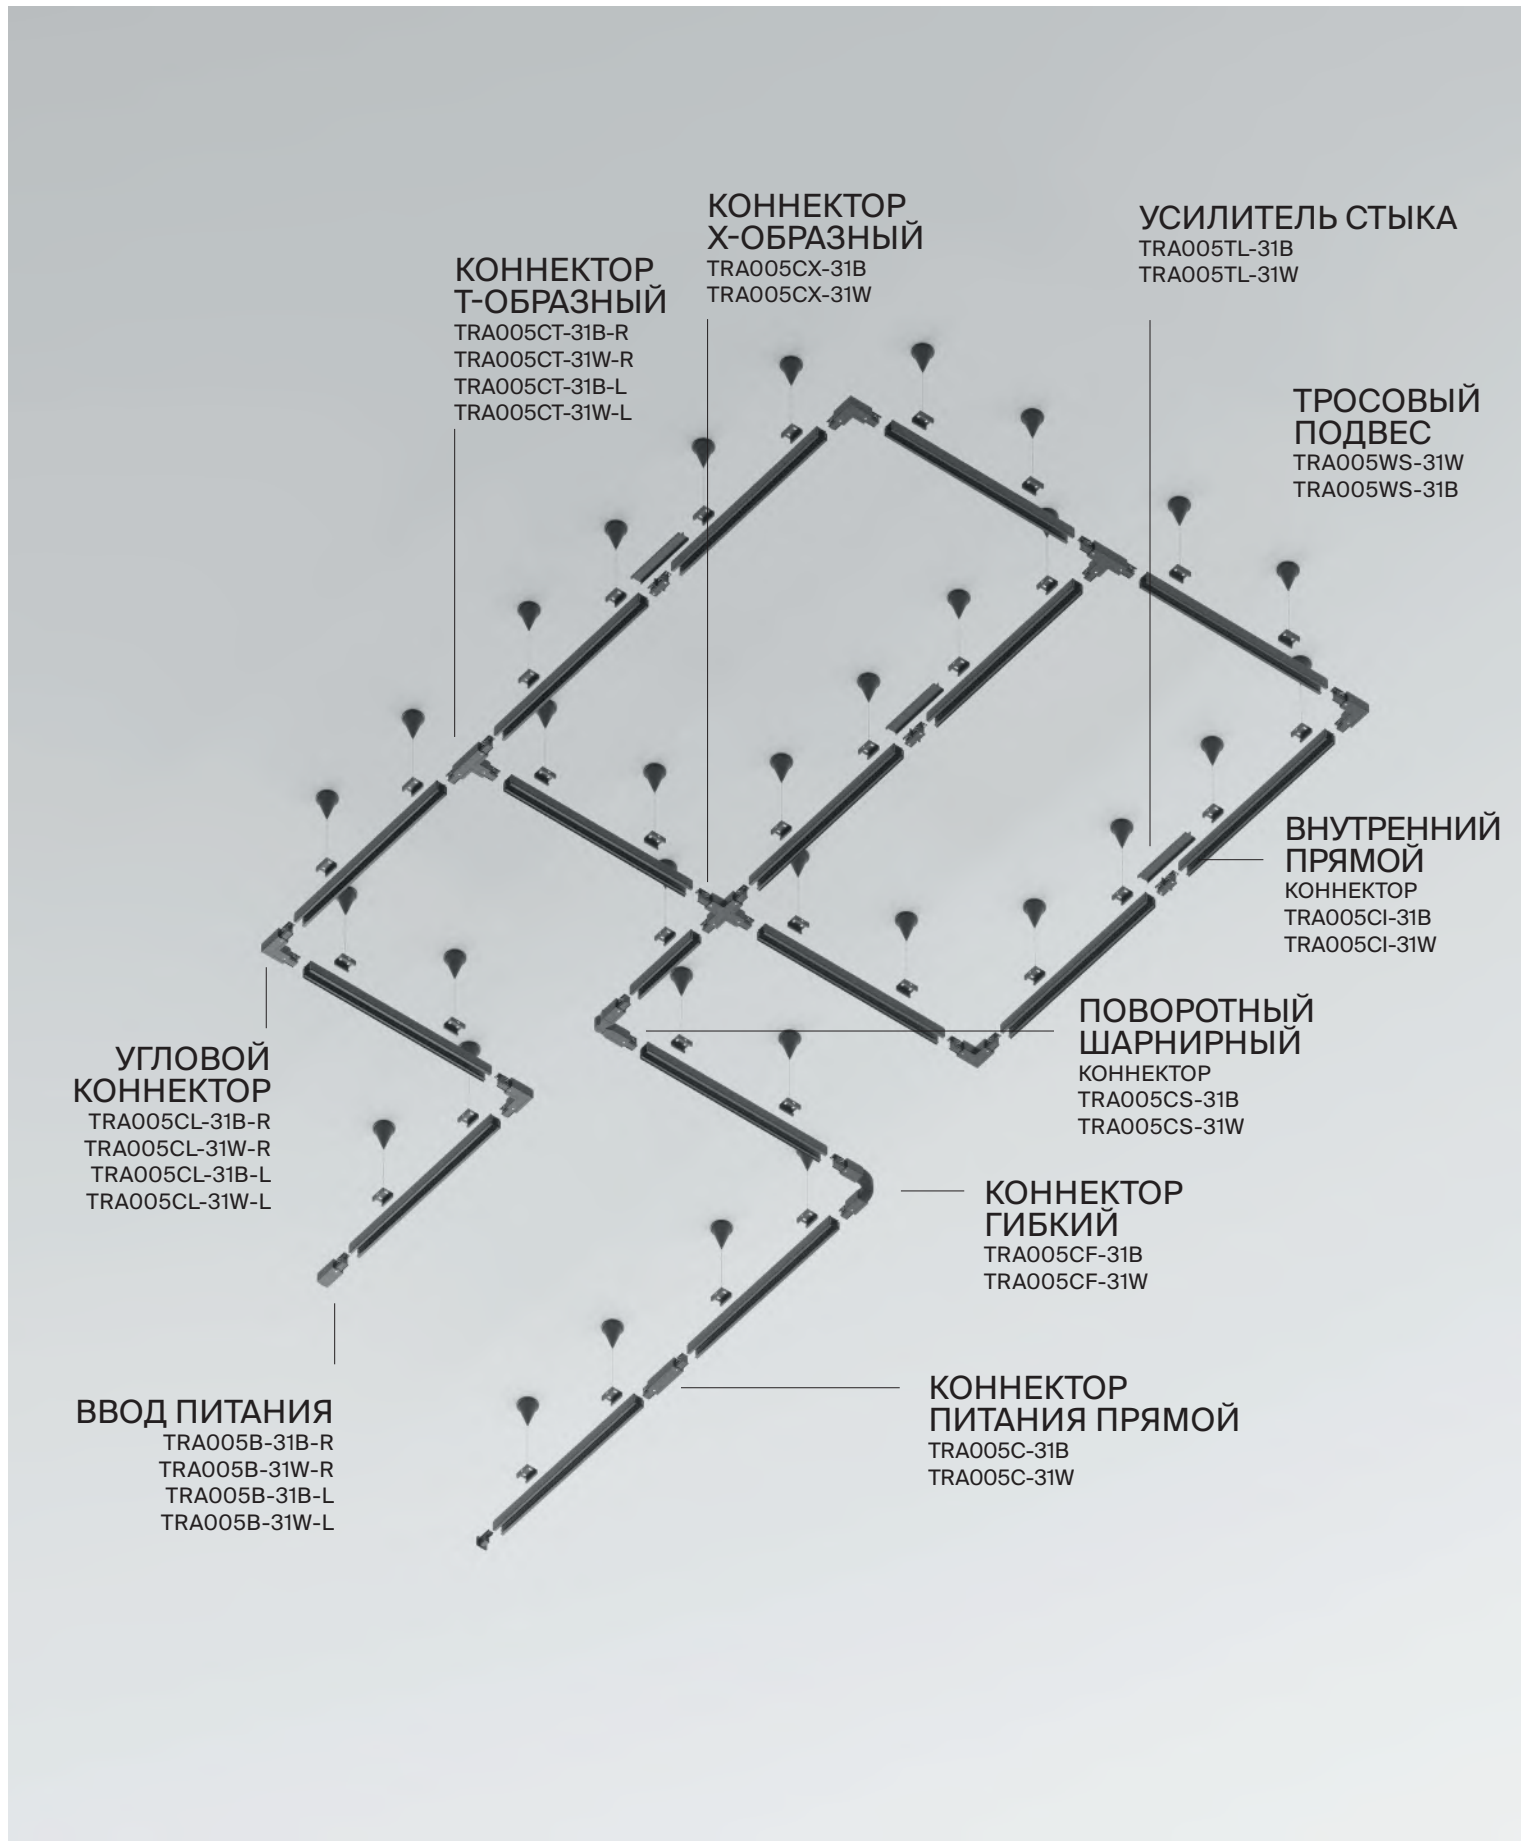 КОННЕКТОР
Х-ОБРАЗНЫЙ
TRA005CX-31B
TRA005CX-31W
УСИЛИТЕЛЬ СТЫКА
TRA005TL-31B
TRA005TL-31W
КОННЕКТОР
Т-ОБРАЗНЫЙ
TRA005CT-31B-R
TRA005CT-31W-R
TRA005CT-31B-L
TRA005CT-31W-L
ТРОСОВЫЙ
ПОДВЕС
TRA005WS-31W
TRA005WS-31B
ВНУТРЕННИЙ
ПРЯМОЙ
КОННЕКТОР
TRA005CI-31B
TRA005CI-31W
ПОВОРОТНЫЙ
ШАРНИРНЫЙ
КОННЕКТОР
TRA005CS-31B
TRA005CS-31W
УГЛОВОЙ
КОННЕКТОР
TRA005CL-31B-R
TRA005CL-31W-R
TRA005CL-31B-L
TRA005CL-31W-L
КОННЕКТОР
ГИБКИЙ
TRA005CF-31B
TRA005CF-31W
КОННЕКТОР
ПИТАНИЯ ПРЯМОЙ
TRA005C-31B
TRA005C-31W
ВВОД ПИТАНИЯ
TRA005B-31B-R
TRA005B-31W-R
TRA005B-31B-L
TRA005B-31W-L